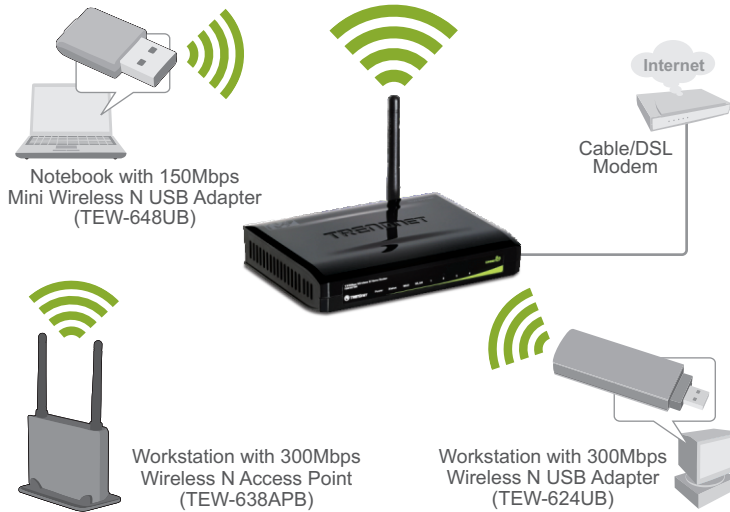 Internet
Cable/DSL
Modem
Notebook with 150Mbps
Mini Wireless N USB Adapter
(TEW-648UB)
TRENDNET
TRENDNET
Workstation with 300Mbps
Wireless N Access Point
(TEW-638APB)
Workstation with 300Mbps
Wireless N USB Adapter
(TEW-624UB)